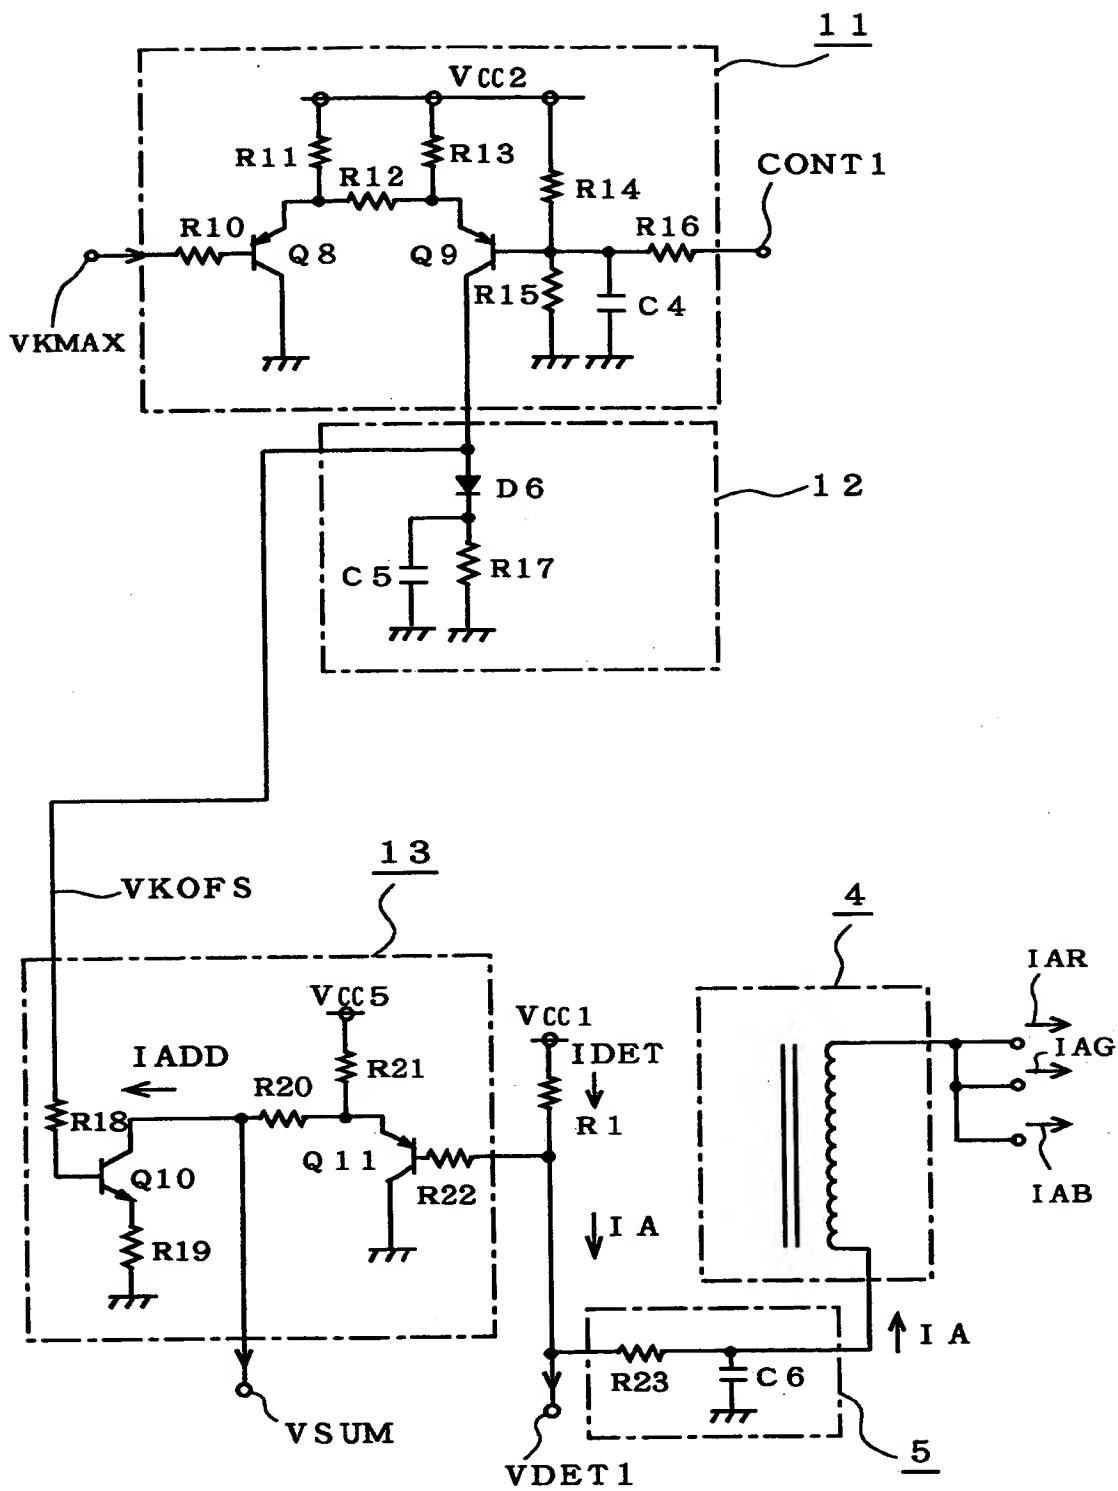 11
VCC2
R11
R13
R12
R14
CONT1
R10
R16
Q8
Q9
R15
C4
VKMAX
D6
12
C5
R17
13
VKOFS
4
IAR
VCC5
VCC1
IDET
IAG
IADD
R20
R21
R18
R1
Q11
Q10
R22
IAB
R19
IA
IA
R23
C6
VSUM
VDET1
5